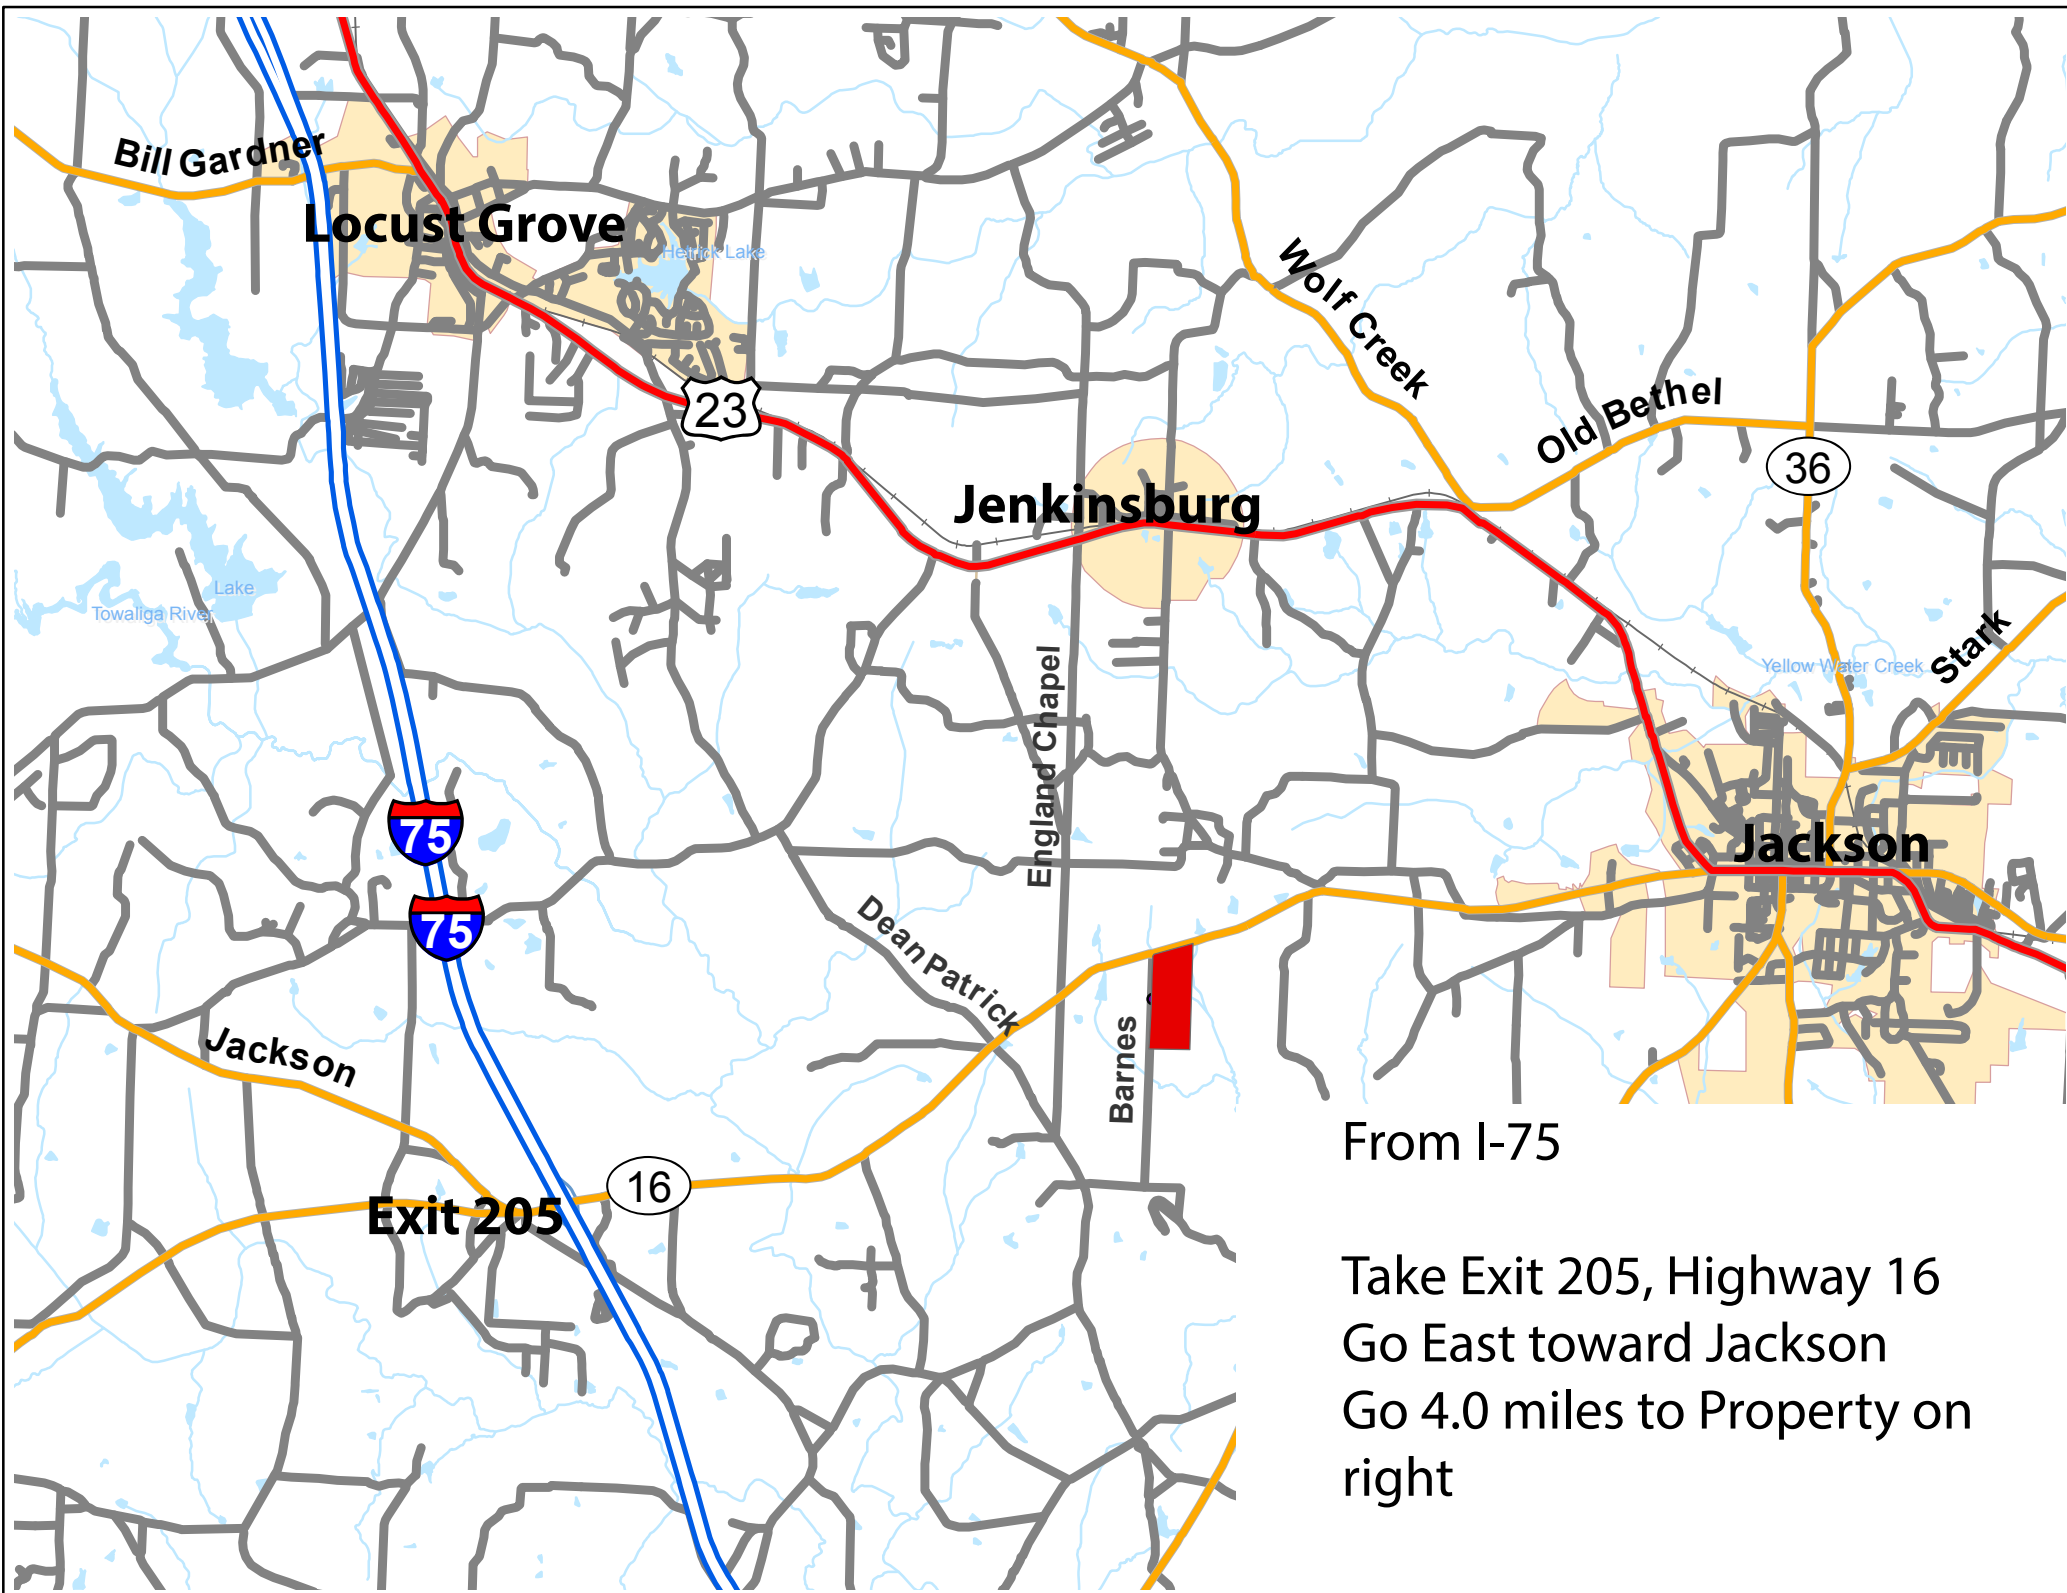 Bill Gardner
Locust Grove
Hetrick Lake
Wolf Creek
23
Old Bethel
36
Jenkinsburg
Lake
Towaliga River
Stark
Yellow Water Creek
England Chapel
75
Jackson
75
Dean Patrick
Barnes
Jackson
16
Exit 205
From I-75
Take Exit 205, Highway 16
Go East toward Jackson
Go 4.0 miles to Property on
right